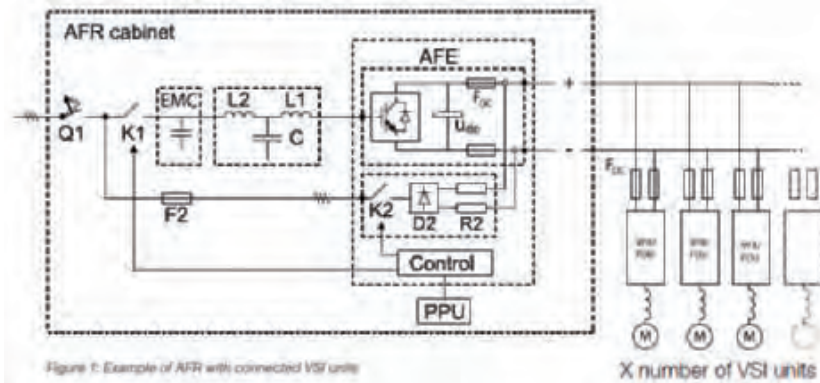 AFR cabinet
AFE
EMC
L2
L1
Q1
K1
C
F2
K2
D2
R2
Control
PPU
+
−
M
M
M
X number of VSI units
Figure 1: Example of AFR with connected VSI units